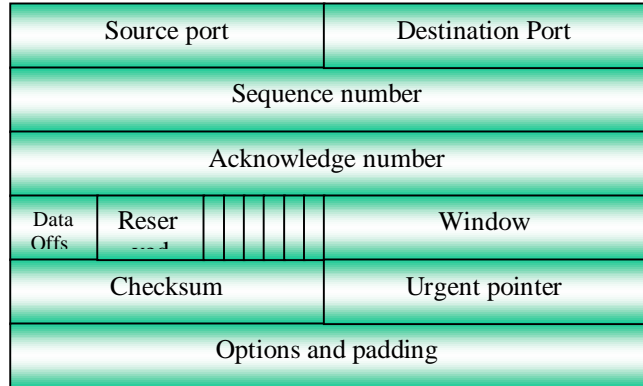 Source port
Destination Port
Sequence number
Acknowledge number
Data
Offs
Reser
Window
Checksum
Urgent pointer
Options and padding